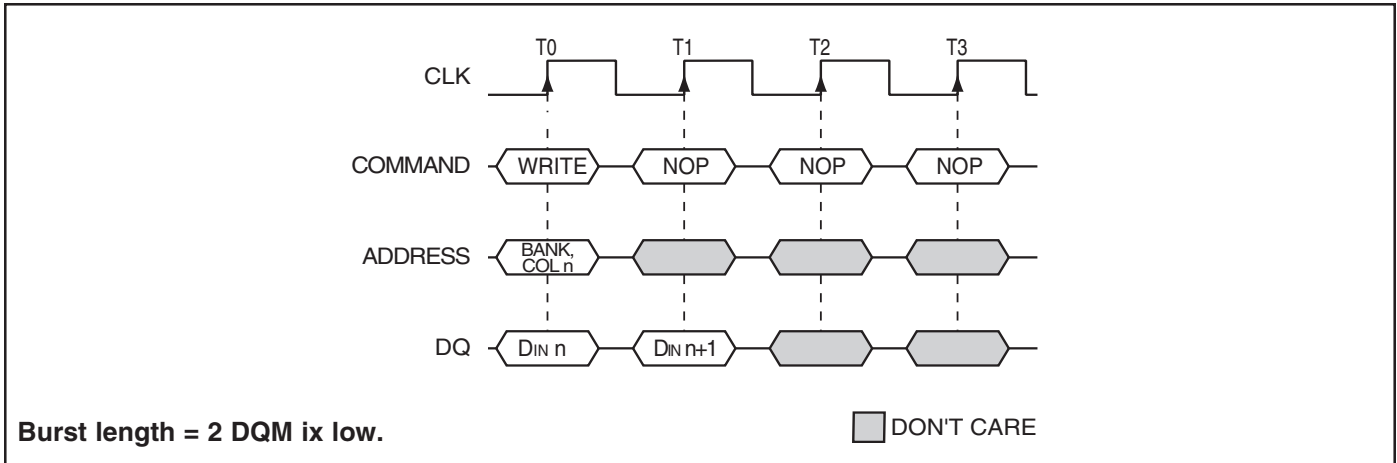 T0 T1 T2 T3
CLK
COMMAND WRITE NOP NOP NOP
BANK,
ADDRESS
COL n
DQ DIN n DIN n+1
Burst length = 2 DQM ix low.
DON'T CARE